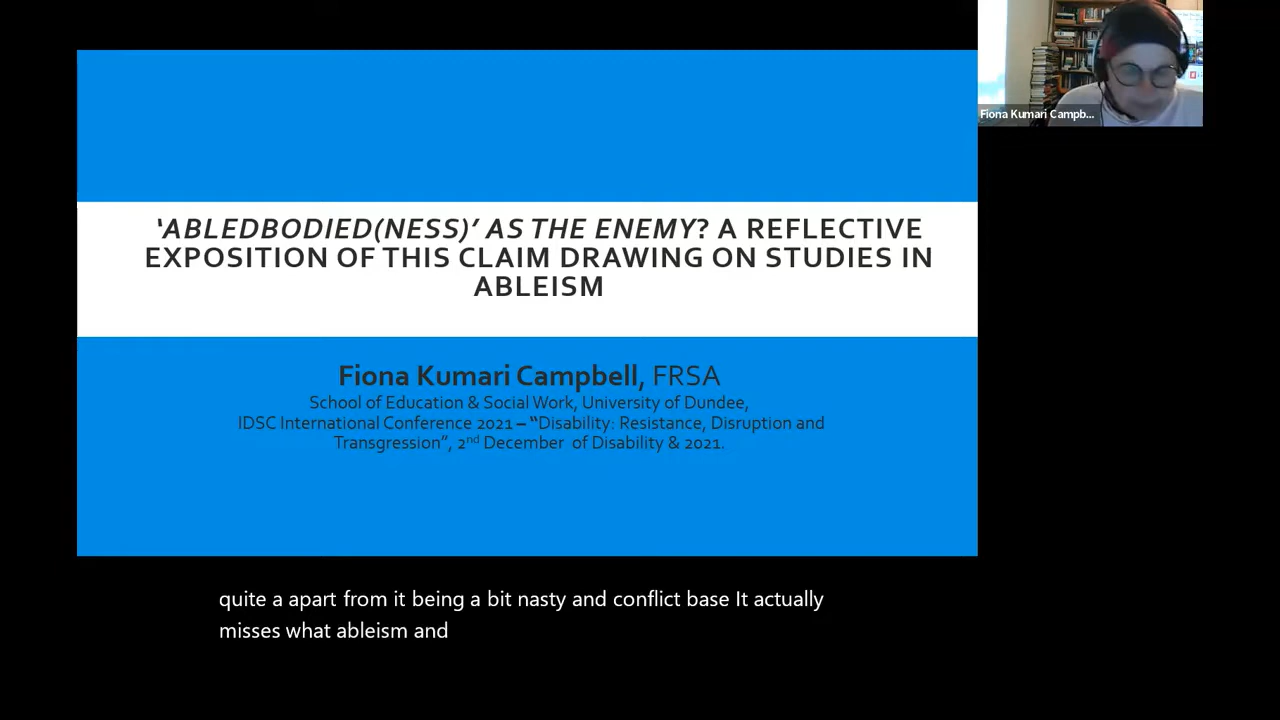 Fiona Kumari Campb...
‘ABLEDBODIED(NESS)’ AS THE ENEMY? A REFLECTIVE
EXPOSITION OF THIS CLAIM DRAWING ON STUDIES IN
ABLEISM
Fiona Kumari Campbell, FRSA
School of Education & Social Work, University of Dundee,
IDSC International Conference 2021 – “Disability: Resistance, Disruption and
Transgression”, 2nd December of Disability & 2021.
quite a apart from it being a bit nasty and conflict base It actually
misses what ableism and